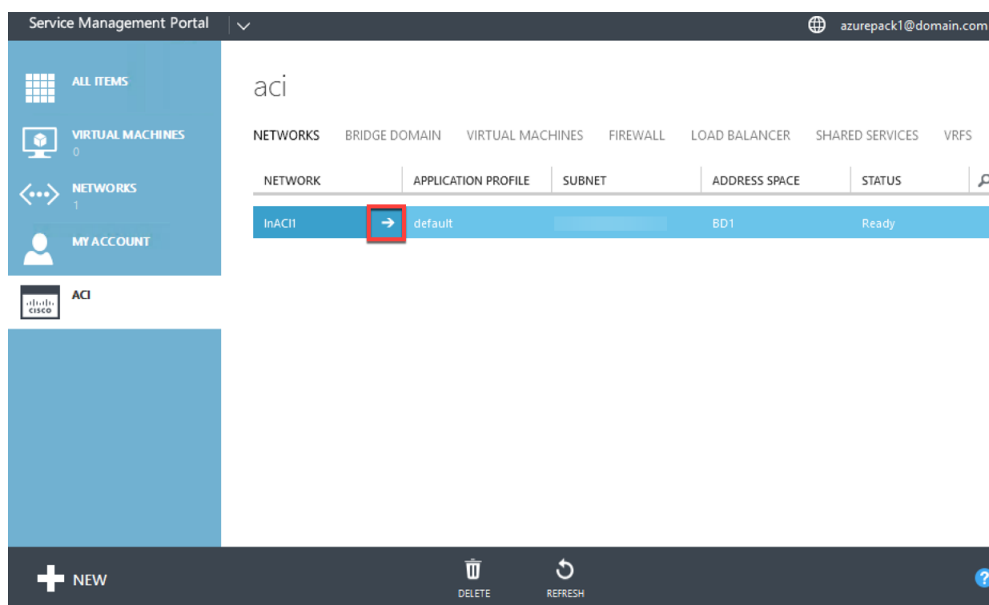 Service Management Portal
azurepack1@domain.com
ALL ITEMS
VIRTUAL MACHINES
0
NETWORKS
1
MY ACCOUNT
CISCO
ACI
aci
NETWORKS BRIDGE DOMAIN VIRTUAL MACHINES FIREWALL LOAD BALANCER SHARED SERVICES VRFS
NETWORK APPLICATION PROFILE SUBNET ADDRESS SPACE STATUS
InACI1 default BD1 Ready
NEW
DELETE
REFRESH
?